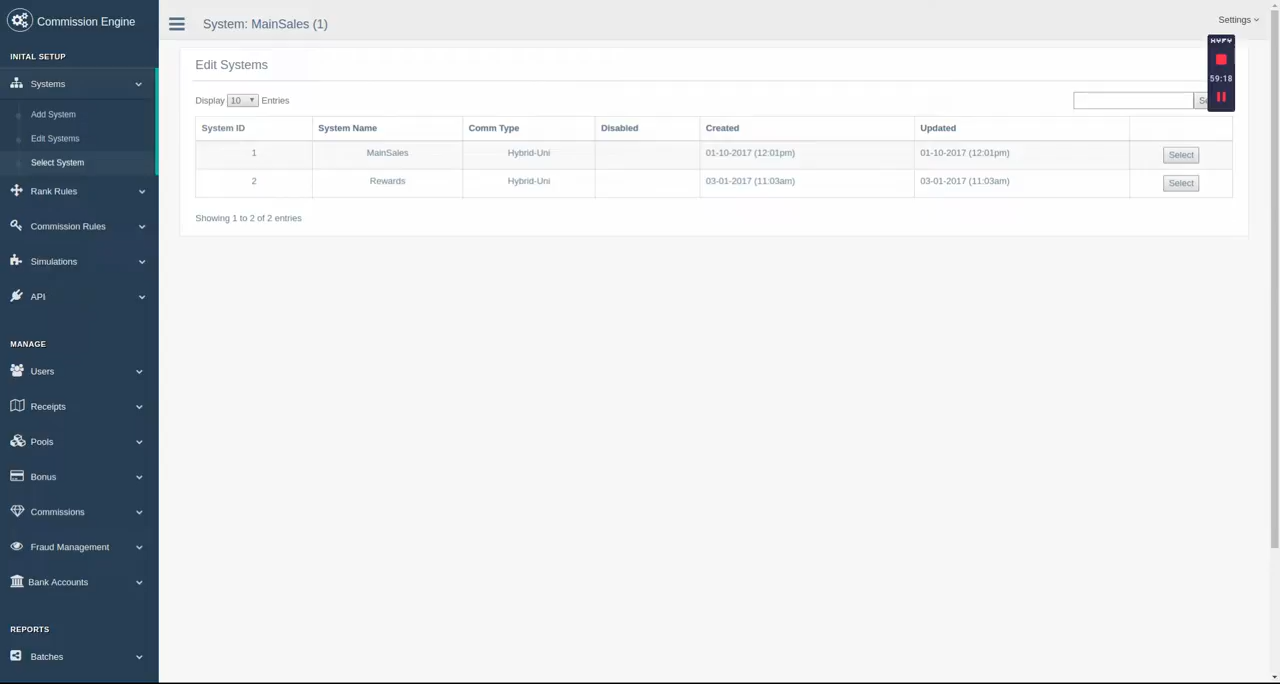 Commission Engine
System: MainSales (1)
Settings
INITAL SETUP
Systems
Add System
Edit Systems
Select System
Rank Rules
Commission Rules
Simulations
API
MANAGE
Users
Receipts
Pools
Bonus
Commissions
Fraud Management
Bank Accounts
REPORTS
Batches
Edit Systems
Display 10 Entries
System ID System Name Comm Type Disabled Created Updated
1 MainSales Hybrid-Uni 01-10-2017 (12:01pm) 01-10-2017 (12:01pm) Select
2 Rewards Hybrid-Uni 03-01-2017 (11:03am) 03-01-2017 (11:03am) Select
Showing 1 to 2 of 2 entries
59:18